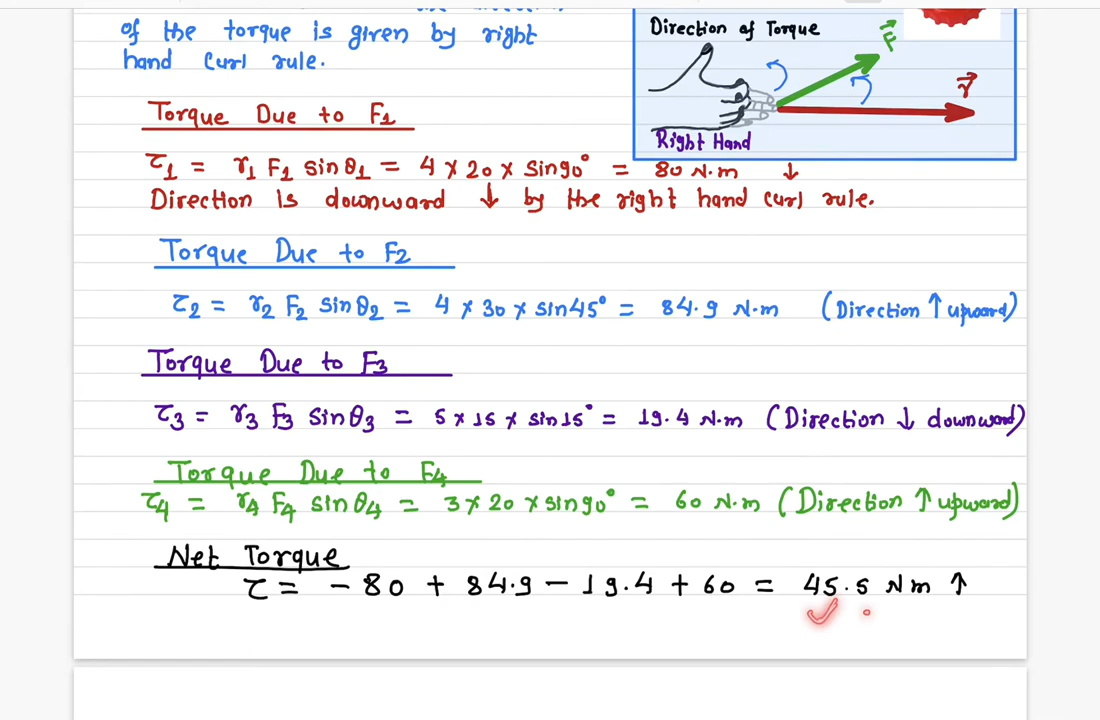 of the torque is given by right
hand curl rule.
Direction of Torque
F
r
Right Hand
Torque Due to F1
τ1 = r1 F1 sinθ1 = 4 × 20 × sin90° = 80 N.m ↓
Direction is downward ↓ by the right hand curl rule.
Torque Due to F2
τ2 = r2 F2 sinθ2 = 4 × 30 × sin45° = 84.9 N.m (Direction ↑ upward)
Torque Due to F3
τ3 = r3 F3 sinθ3 = 5 × 15 × sin15° = 19.4 N.m (Direction ↓ downward)
Torque Due to F4
τ4 = r4 F4 sinθ4 = 3 × 20 × sin90° = 60 N.m (Direction ↑ upward)
Net Torque
τ = - 80 + 84.9 - 19.4 + 60 = 45.5 Nm ↑